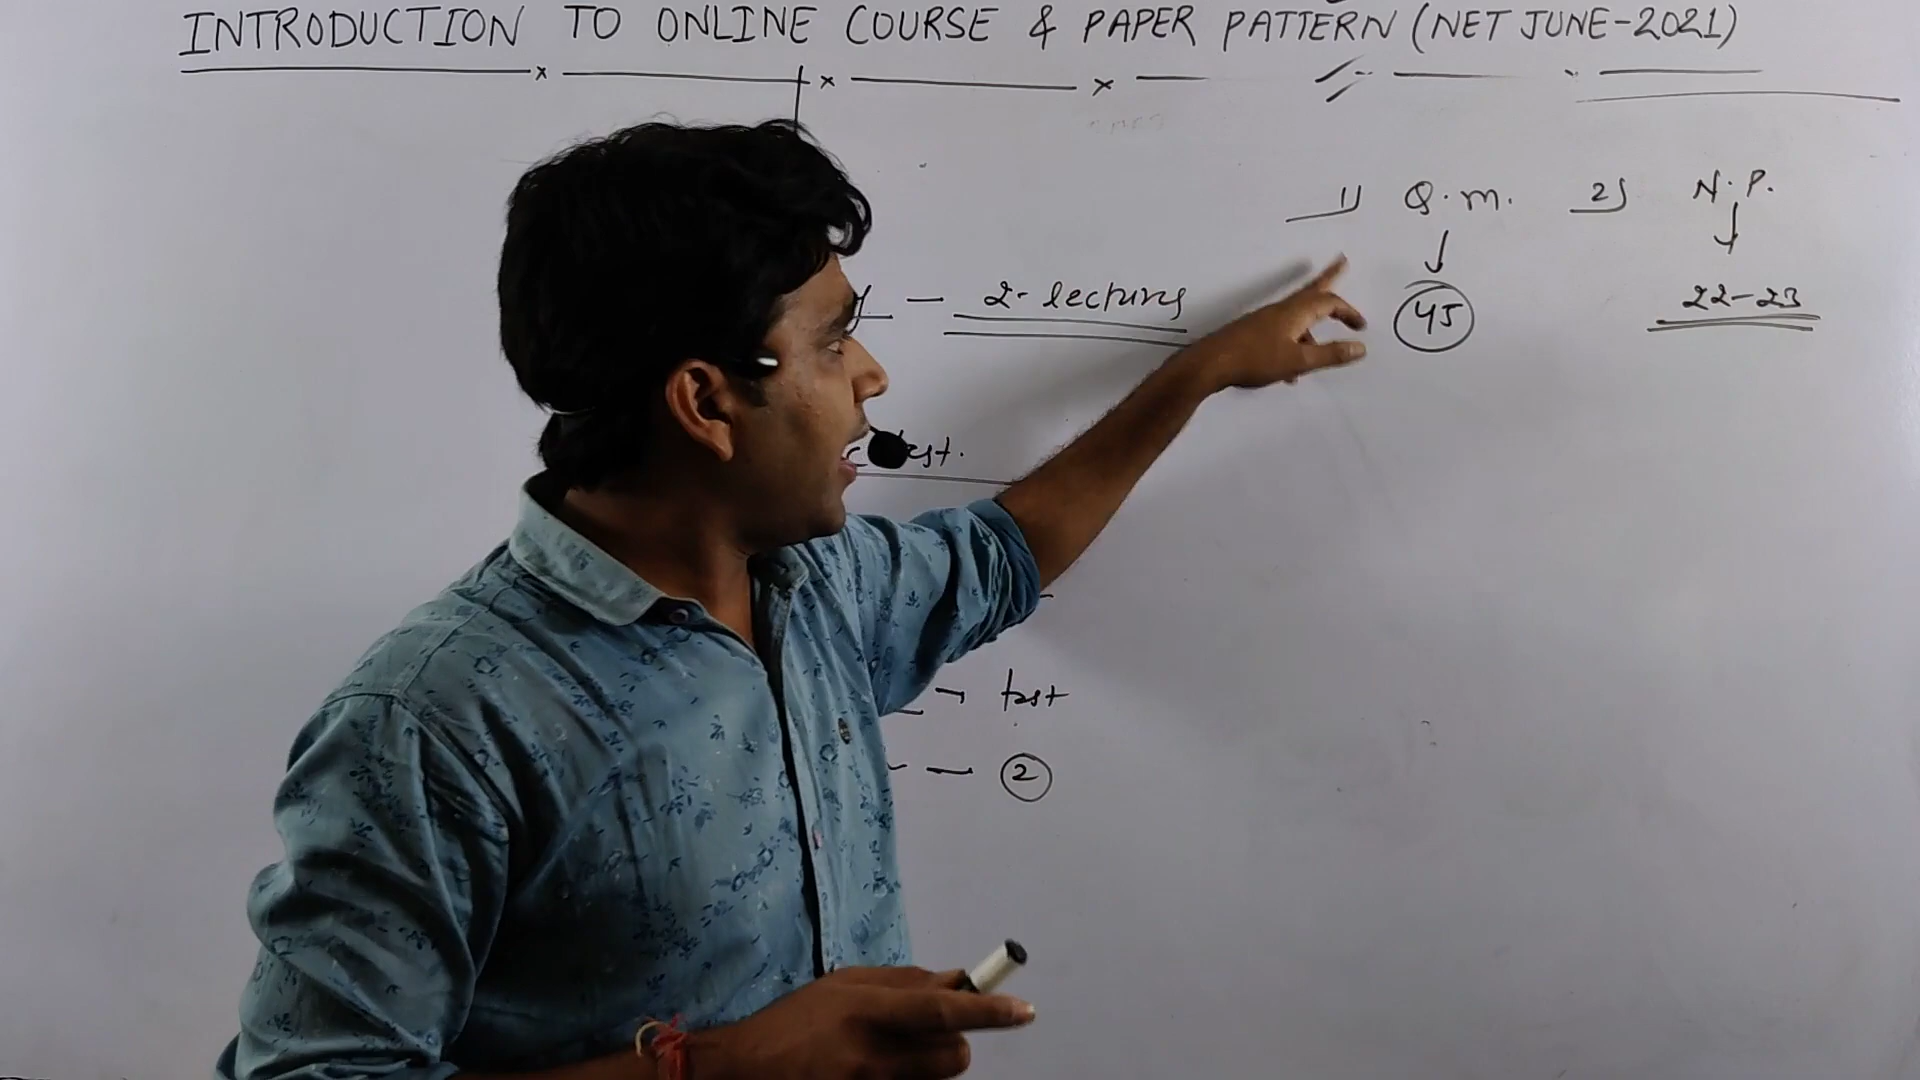 INTRODUCTION TO ONLINE COURSE & PAPER PATTERN (NET JUNE-2021)
1) Q.M. 2) N.P.
2-lectures
45 22-23
test.
test
2